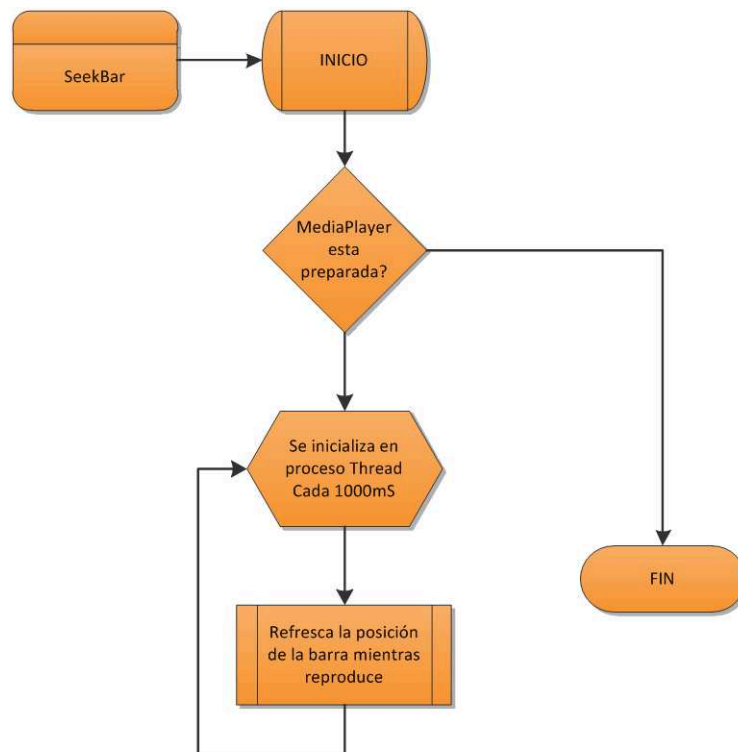 SeekBar
INICIO
MediaPlayer
esta
preparada?
Se inicializa en
proceso Thread
Cada 1000mS
FIN
Refresca la posición
de la barra mientras
reproduce